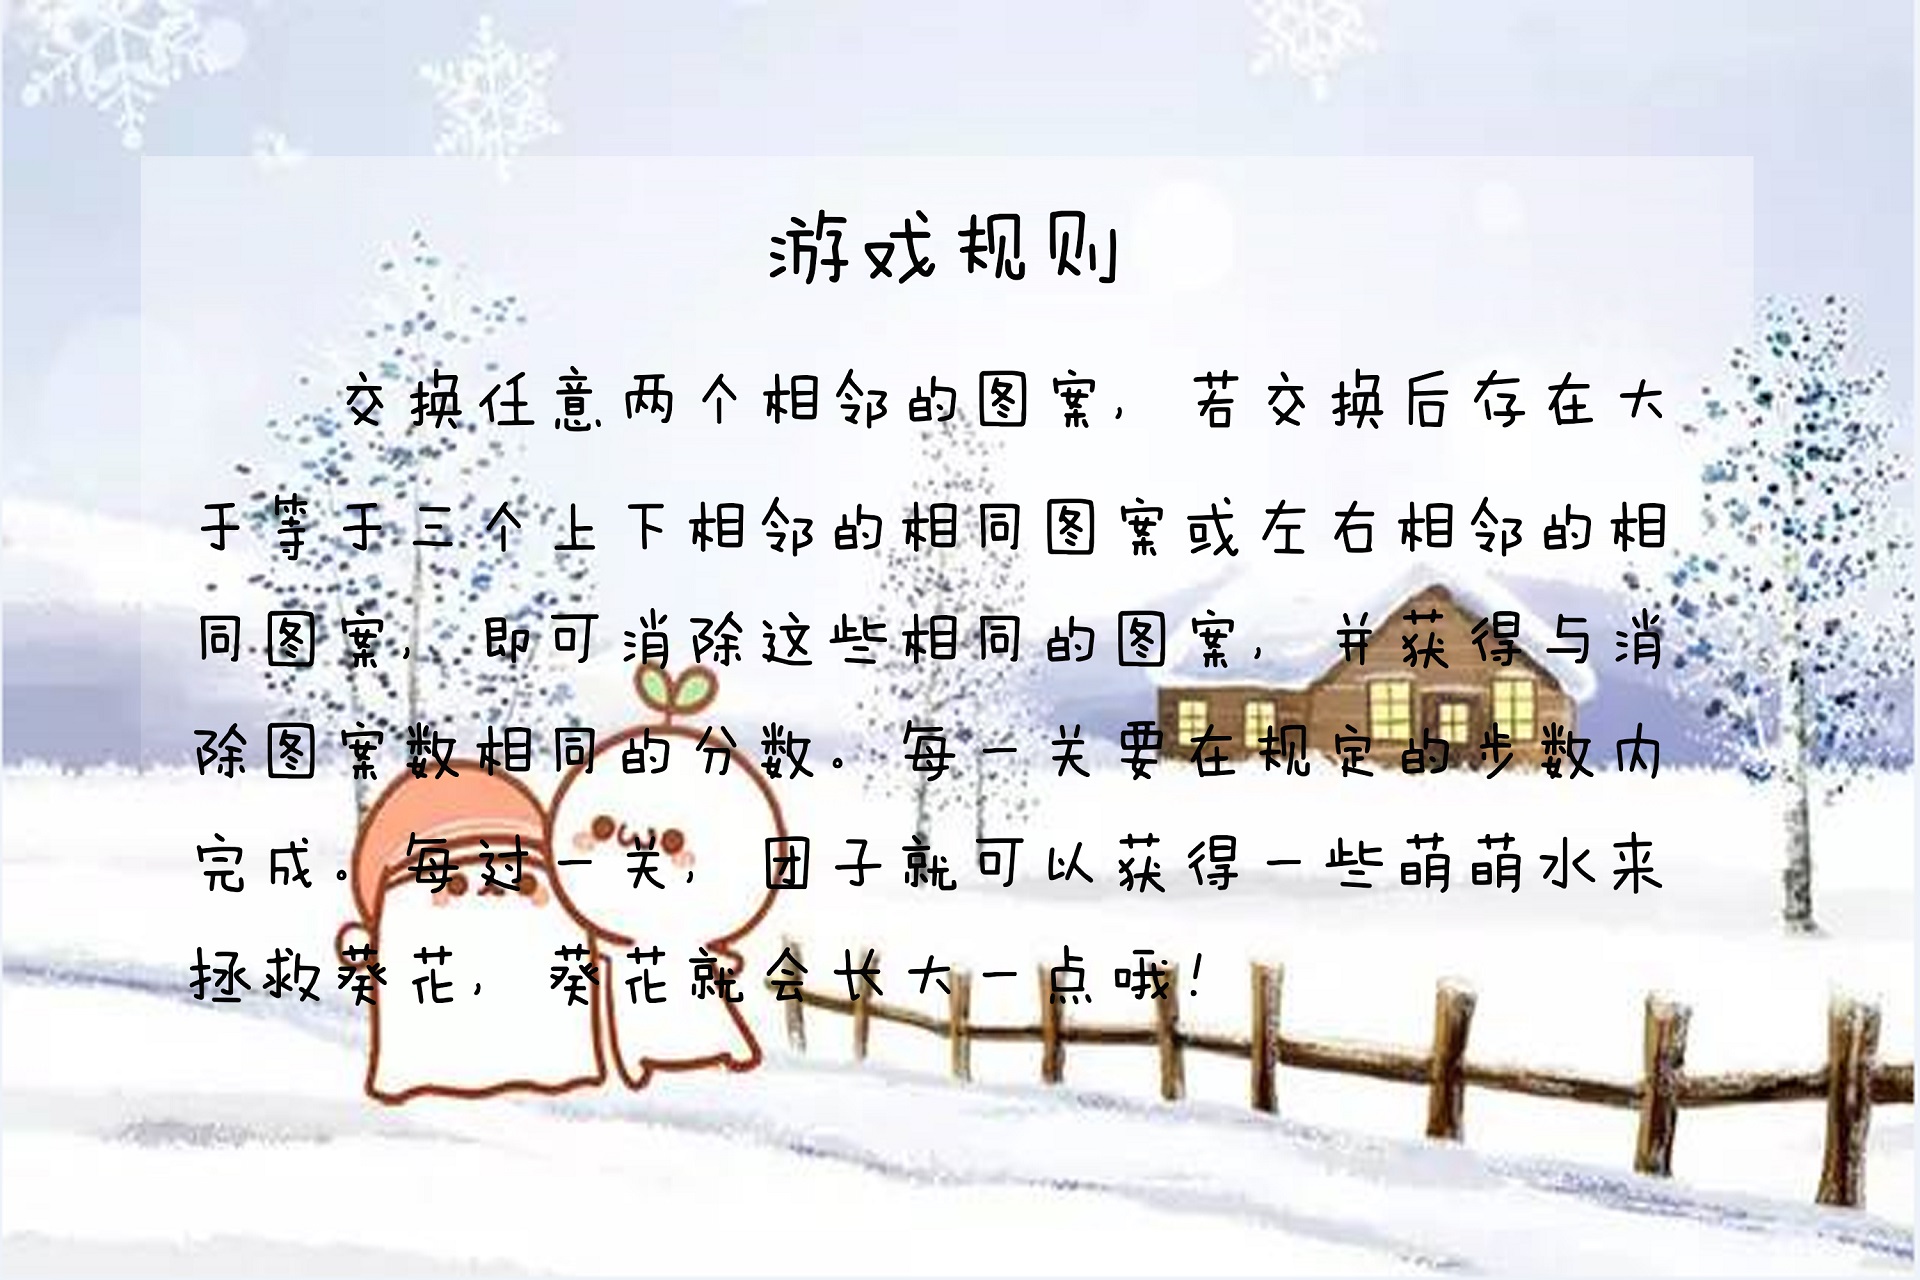 游戏规则
交换任意两个相邻的图案，若交换后存在大
于等于三个上下相邻的相同图案或左右相邻的相
同图案，即可消除这些相同的图案，并获得与消
除图案数相同的分数。每一关要在规定的步数内
完成。每过一关，团子就可以获得一些萌萌水来
拯救葵花，葵花就会长大一点哦！